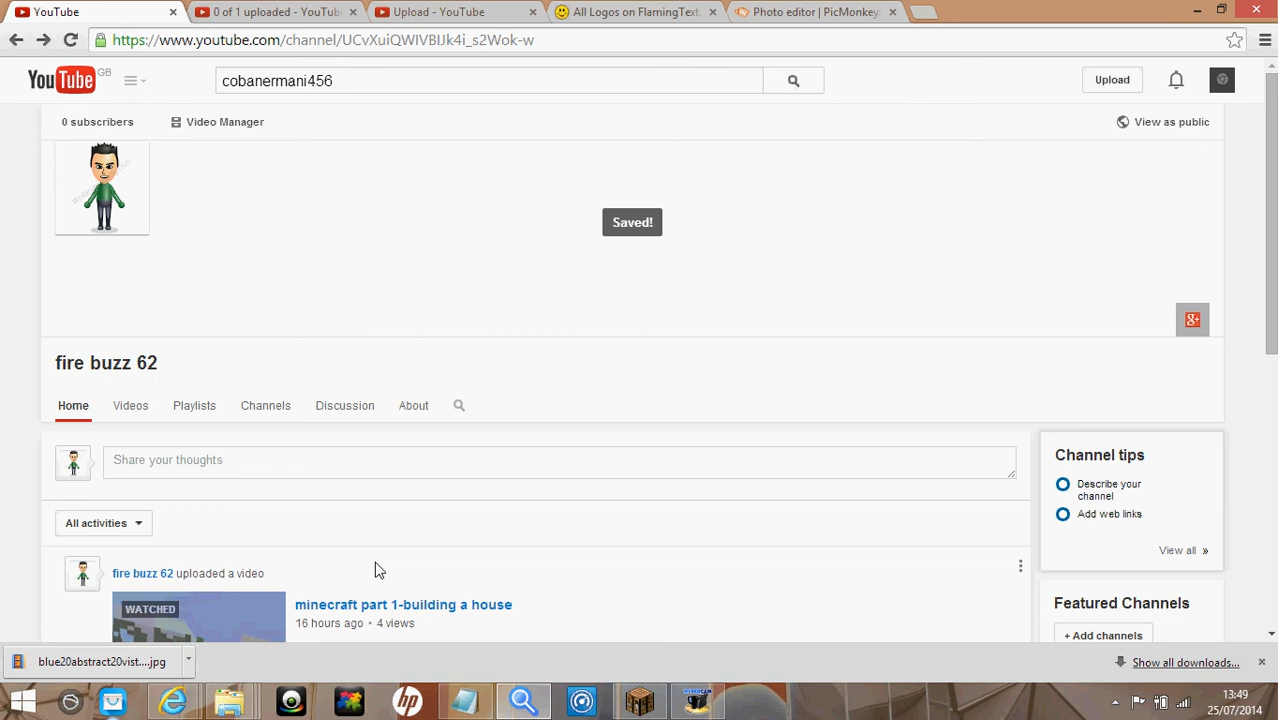 YouTube
0 of 1 uploaded - YouTube
Upload - YouTube
All Logos on FlamingText
Photo editor | PicMonkey
https://www.youtube.com/channel/UCvXuiQWIVBIJk4i_s2Wok-w
YouTube GB
cobanermani456
Upload
0 subscribers
Video Manager
View as public
Saved!
g+
fire buzz 62
Home Videos Playlists Channels Discussion About
Share your thoughts
Channel tips
Describe your
channel
Add web links
View all »
All activities
fire buzz 62 uploaded a video
WATCHED
minecraft part 1-building a house
16 hours ago • 4 views
Featured Channels
+ Add channels
blue20abstract20vist....jpg
Show all downloads...
hp
13:49
25/07/2014